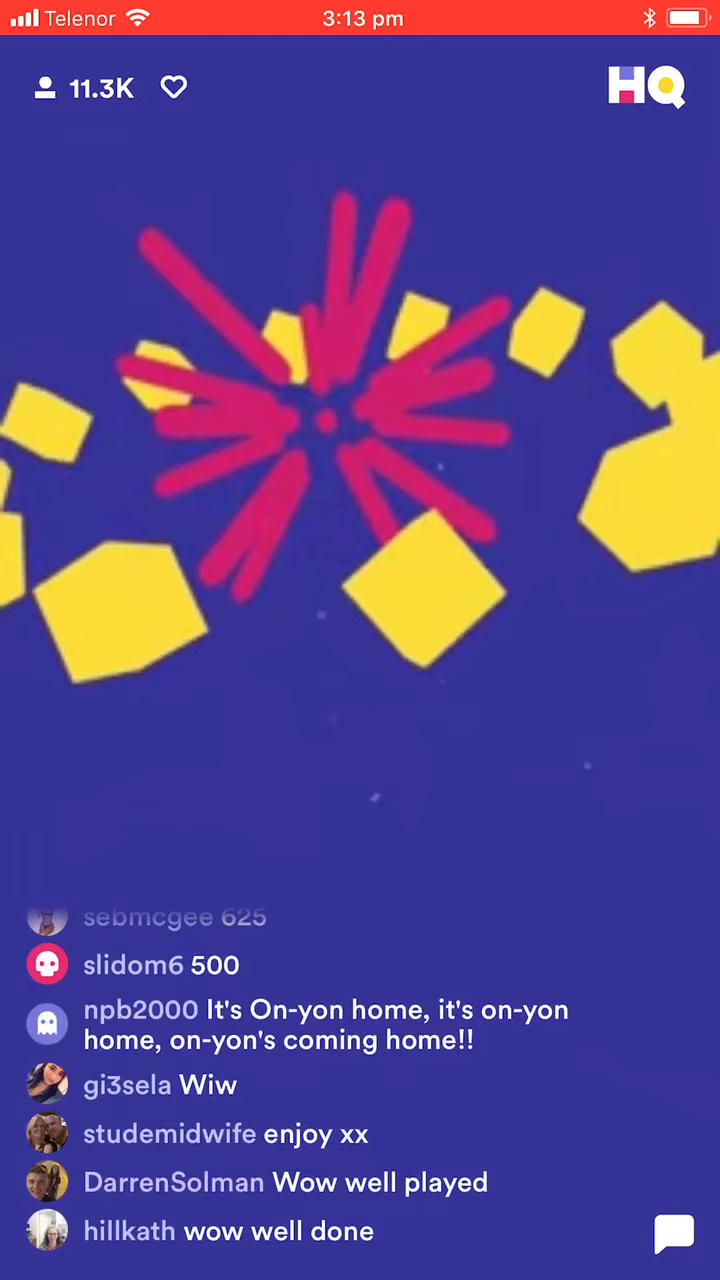 Telenor 3:13 pm
11.3K HQ
sebmcgee 625
slidom6 500
npb2000 It's On-yon home, it's on-yon
home, on-yon's coming home!!
gi3sela Wiw
studemidwife enjoy xx
DarrenSolman Wow well played
hillkath wow well done